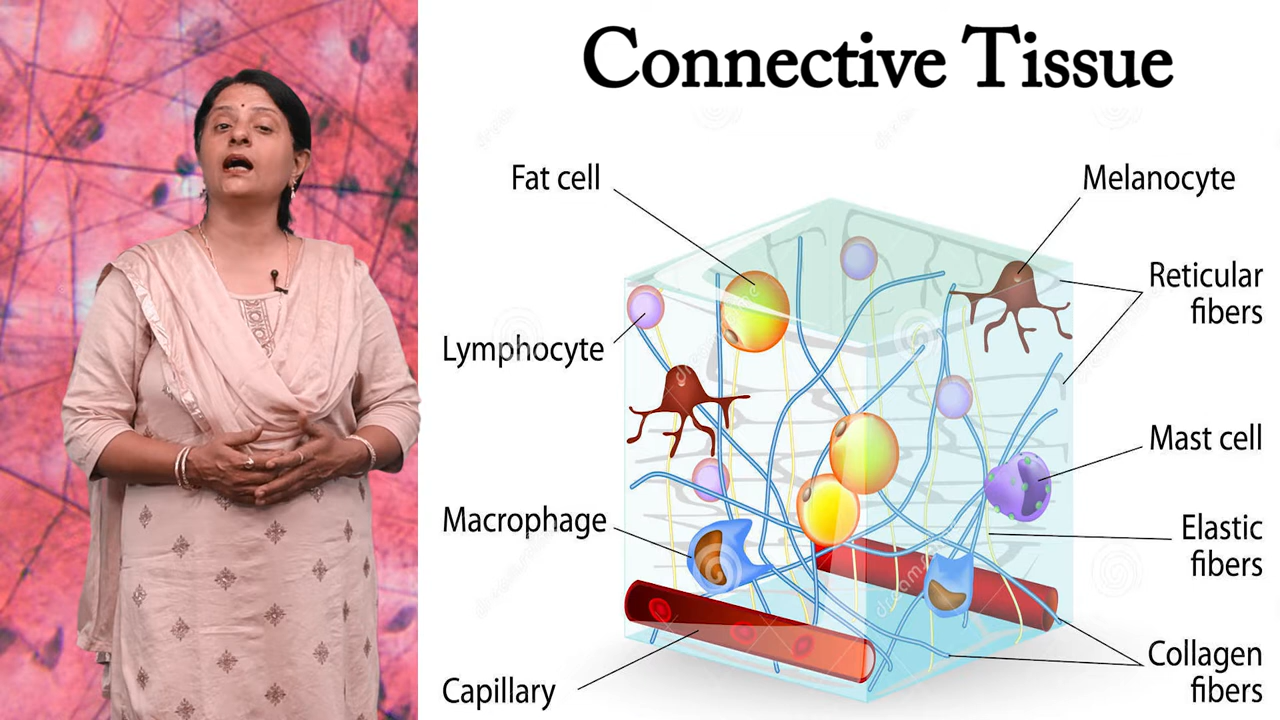 Connective Tissue
Fat cell
Melanocyte
Reticular
fibers
Lymphocyte
Mast cell
Macrophage
Elastic
fibers
Collagen
fibers
Capillary